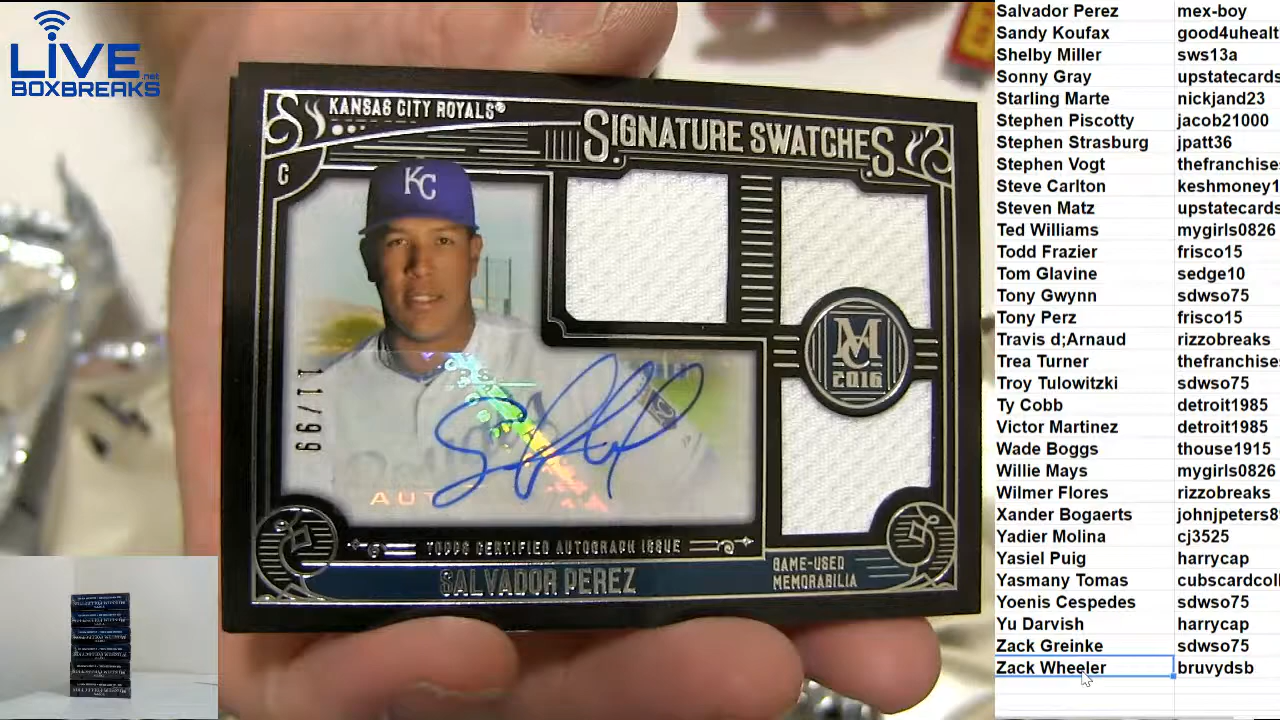 LIVE
BOXBREAKS.net
KANSAS CITY ROYALS®
SIGNATURE SWATCHES
C
KC
MC
2016
11/99
AUT
TOPPS CERTIFIED AUTOGRAPH ISSUE
SALVADOR PEREZ
GAME-USED
MEMORABILIA
Salvador Perez mex-boy
Sandy Koufax good4uhealt
Shelby Miller sws13a
Sonny Gray upstatecards
Starling Marte nickjand23
Stephen Piscotty jacob21000
Stephen Strasburg jpatt36
Stephen Vogt thefranchise
Steve Carlton keshmoney1
Steven Matz upstatecards
Ted Williams mygirls0826
Todd Frazier frisco15
Tom Glavine sedge10
Tony Gwynn sdwso75
Tony Perz frisco15
Travis d;Arnaud rizzobreaks
Trea Turner thefranchise
Troy Tulowitzki sdwso75
Ty Cobb detroit1985
Victor Martinez detroit1985
Wade Boggs thouse1915
Willie Mays mygirls0826
Wilmer Flores rizzobreaks
Xander Bogaerts johnjpeters8
Yadier Molina cj3525
Yasiel Puig harrycap
Yasmany Tomas cubscardcoll
Yoenis Cespedes sdwso75
Yu Darvish harrycap
Zack Greinke sdwso75
Zack Wheeler bruvydsb